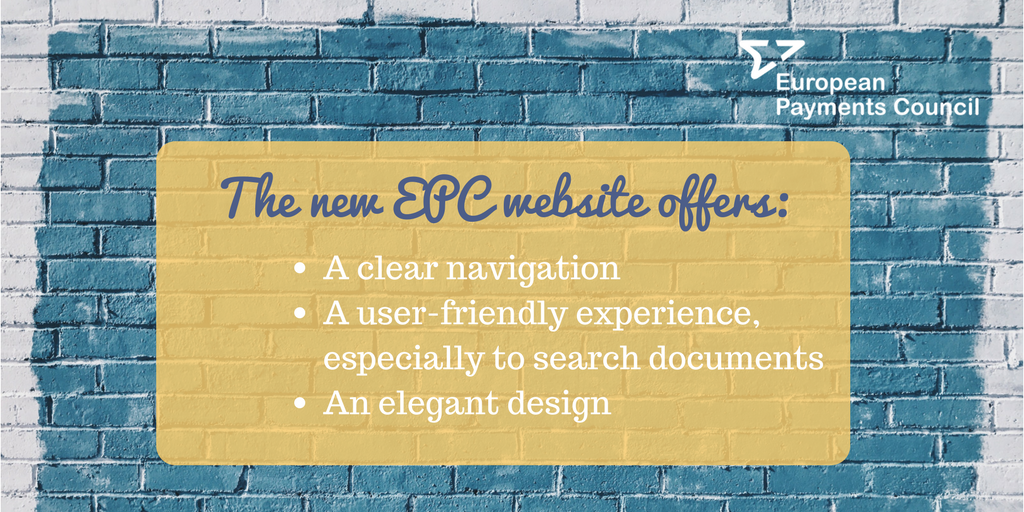 European
Payments Council
The new EPC website offers:
• A clear navigation
• A user-friendly experience,
especially to search documents
• An elegant design